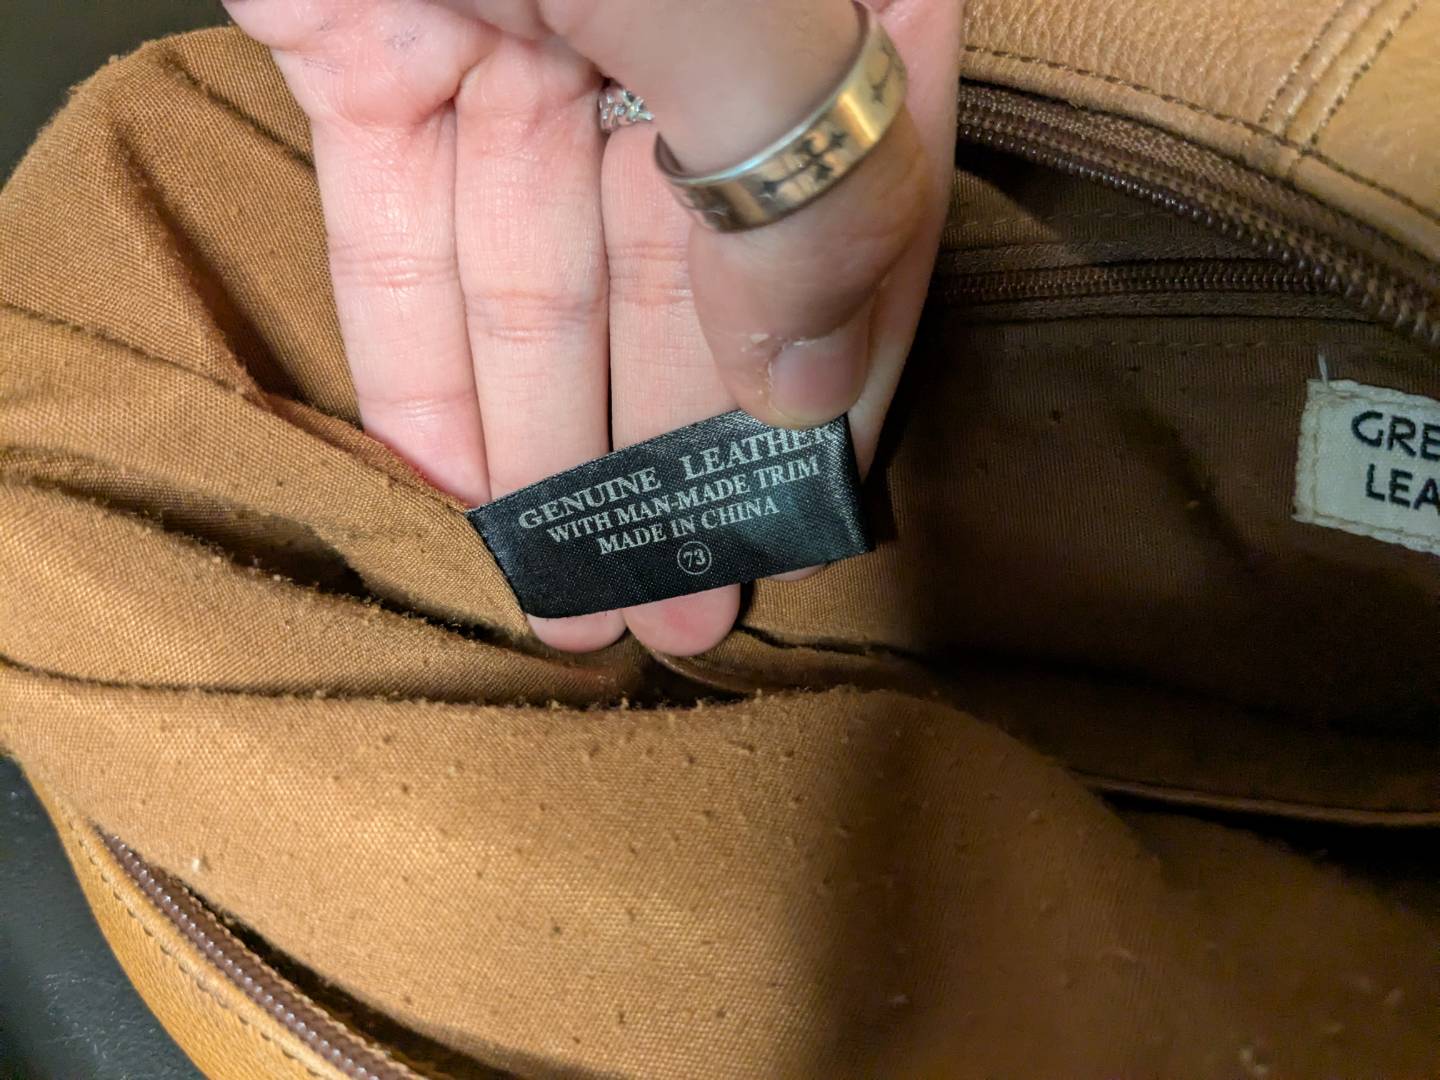 GENUINE LEATHER
WITH MAN-MADE TRIM
MADE IN CHINA
73
GRE
LEA